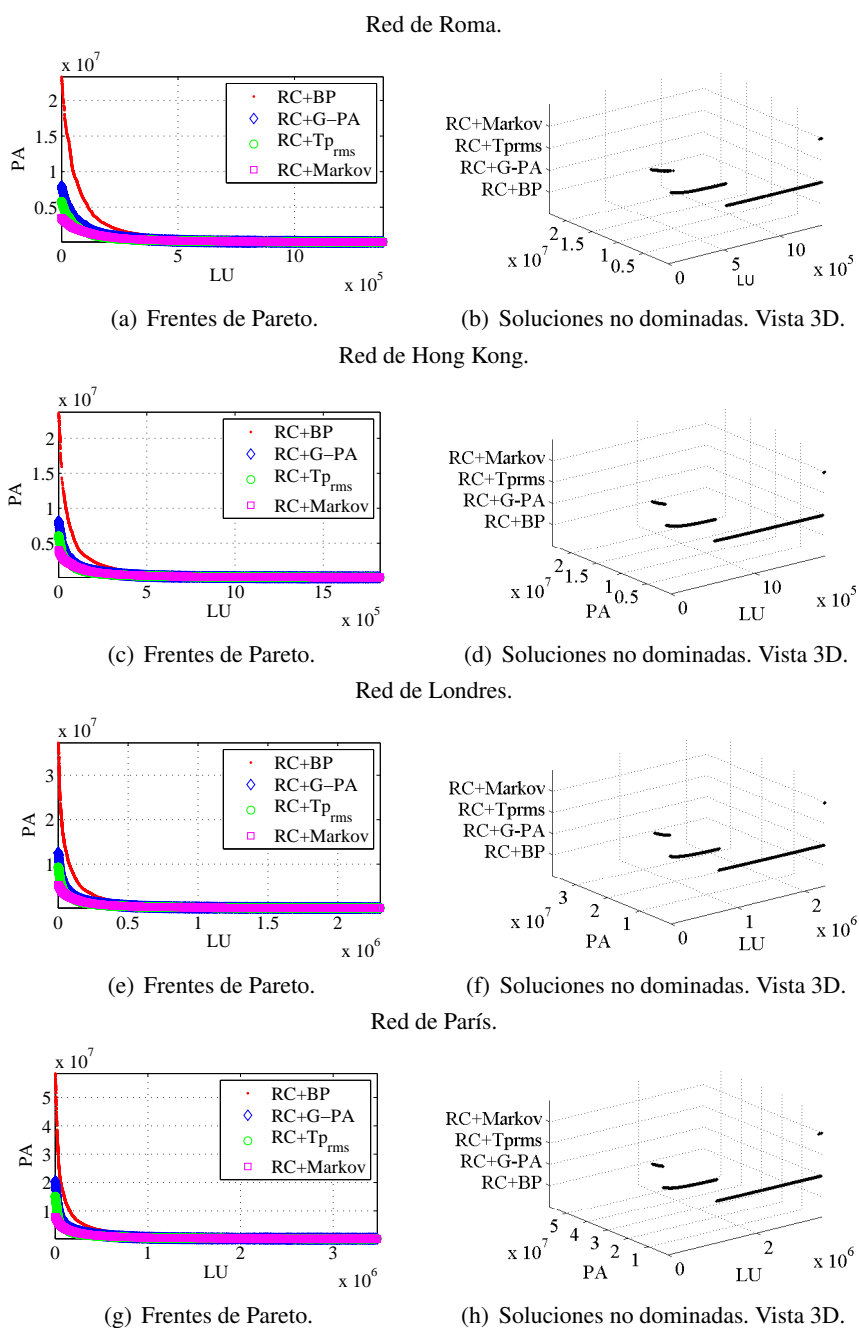 Red de Roma.
x 10^7
2
1.5
1
0.5
PA
0
5
10
LU
x 10^5
RC+BP
RC+G−PA
RC+Tp_rms
RC+Markov
(a) Frentes de Pareto.
RC+Markov
RC+Tprms
RC+G-PA
RC+BP
2
1.5
1
0.5
x 10^7
0
5
10
LU
x 10^5
(b) Soluciones no dominadas. Vista 3D.
Red de Hong Kong.
x 10^7
2
1.5
1
0.5
PA
0
5
10
15
LU
x 10^5
RC+BP
RC+G−PA
RC+Tp_rms
RC+Markov
(c) Frentes de Pareto.
RC+Markov
RC+Tprms
RC+G-PA
RC+BP
2
1.5
1
0.5
x 10^7
PA
0
10
LU
x 10^5
(d) Soluciones no dominadas. Vista 3D.
Red de Londres.
x 10^7
3
2
1
PA
0
0.5
1
1.5
2
LU
x 10^6
RC+BP
RC+G−PA
RC+Tp_rms
RC+Markov
(e) Frentes de Pareto.
RC+Markov
RC+Tprms
RC+G-PA
RC+BP
3
2
1
x 10^7
PA
0
1
2
LU
x 10^6
(f) Soluciones no dominadas. Vista 3D.
Red de París.
x 10^7
5
4
3
2
1
PA
0
1
2
3
LU
x 10^6
RC+BP
RC+G−PA
RC+Tp_rms
RC+Markov
(g) Frentes de Pareto.
RC+Markov
RC+Tprms
RC+G-PA
RC+BP
5
4
3
2
1
x 10^7
PA
0
2
LU
x 10^6
(h) Soluciones no dominadas. Vista 3D.